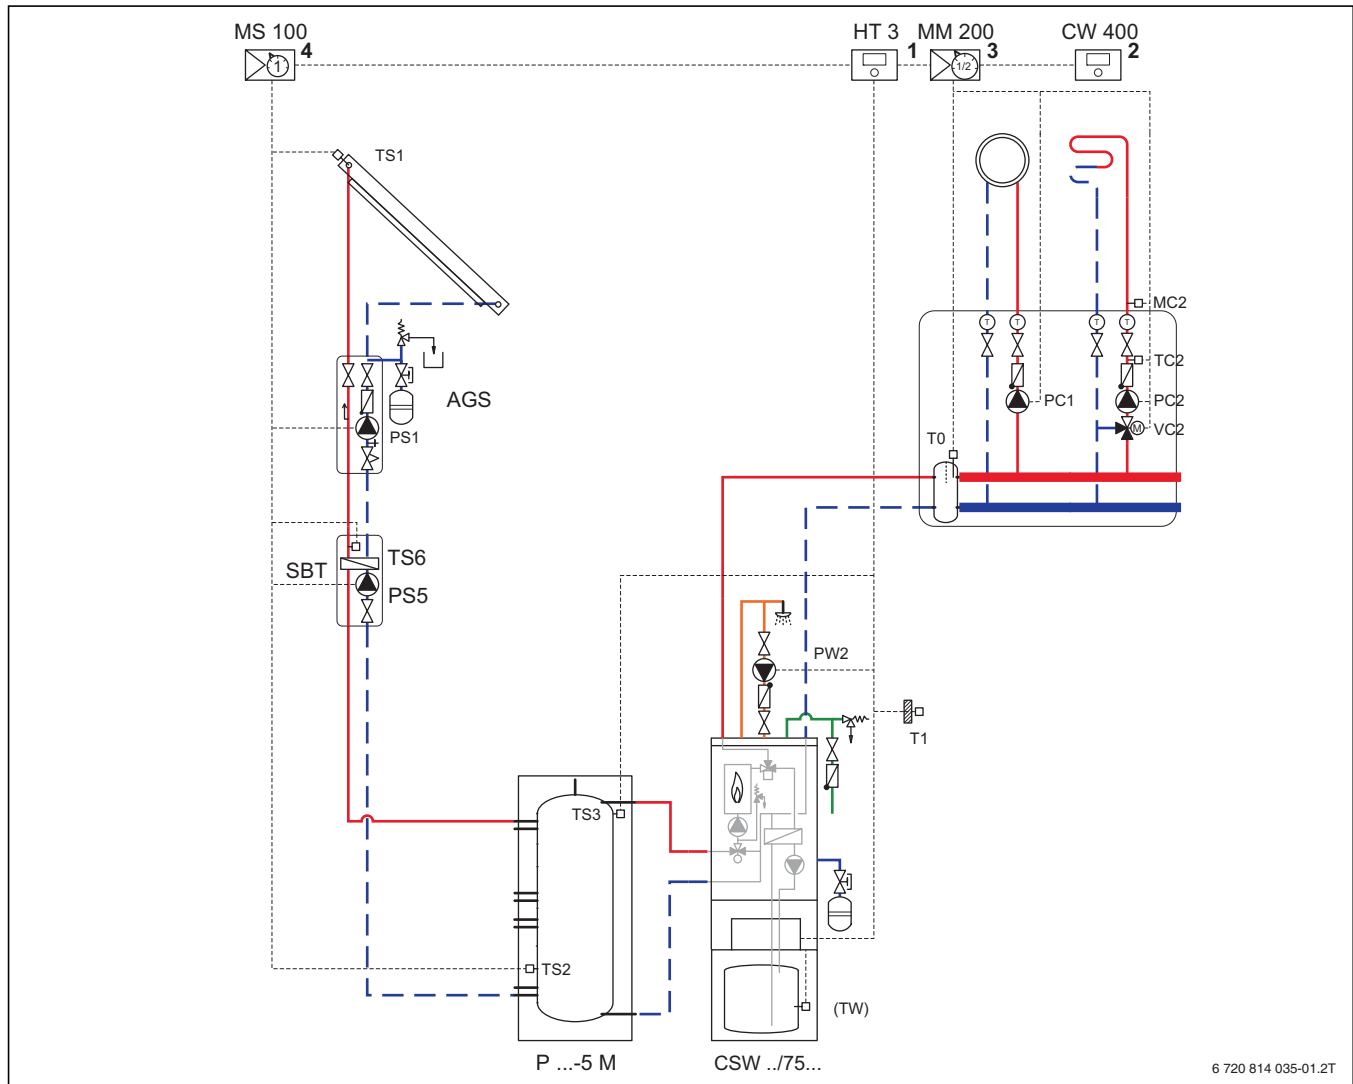 MS 100 4
HT 3 1
MM 200 3
CW 400 2
1
1/2
TS1
MC2
T T T T
TC2
AGS
PC1
PC2
PS1
M
VC2
T0
TS6
SBT
PS5
PW2
T1
TS3
TS2
(TW)
P ...-5 M
CSW ../75...
6 720 814 035-01.2T